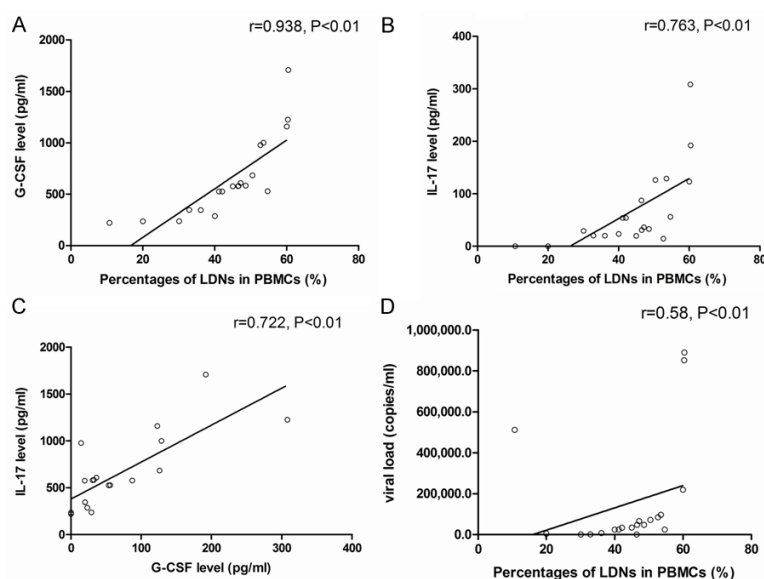 A
r=0.938, P<0.01
G-CSF level (pg/ml)
2000
1500
1000
500
0
0 20 40 60 80
Percentages of LDNs in PBMCs (%)
B
r=0.763, P<0.01
IL-17 level (pg/ml)
400
300
200
100
0
0 20 40 60 80
Percentages of LDNs in PBMCs (%)
C
r=0.722, P<0.01
IL-17 level (pg/ml)
2000
1500
1000
500
0
0 100 200 300 400
G-CSF level (pg/ml)
D
r=0.58, P<0.01
viral load (copies/ml)
1,000,000.0
800,000.0
600,000.0
400,000.0
200,000.0
0.0
0 20 40 60 80
Percentages of LDNs in PBMCs (%)